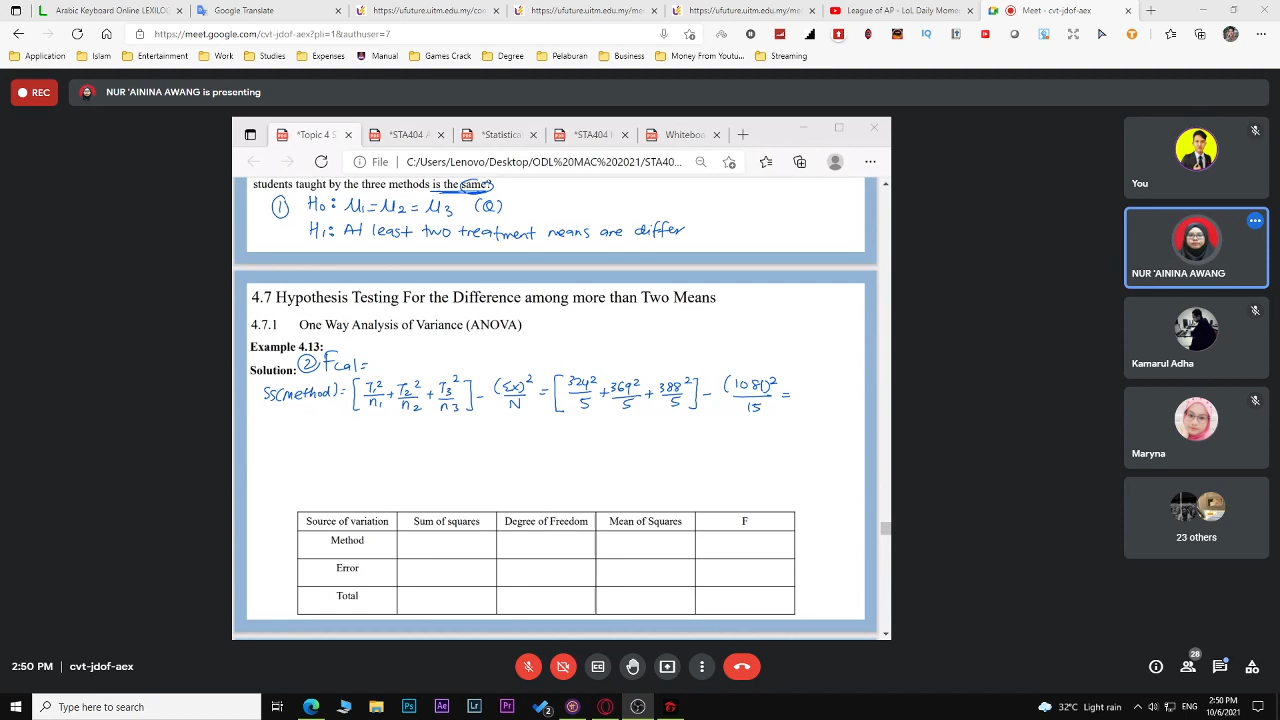 Arabic Keyboard Online LEXILO
Google Translate
https://ufuture.uitm.edu.my/co
https://ufuture.uitm.edu.my/me
https://ufuture.uitm.edu.my/me
League of AP - LoL Daily Mome
Meet - cvt-jdof-aex
https://meet.google.com/cvt-jdof-aex?pli=1&authuser=7
Islam
Entertainment
Work
Studies
Expenses
Manual
Games Crack
Degree
Pelaburan
Business
Money From Youtu...
Streaming
REC
NUR 'AININA AWANG is presenting
*Topic 4 S
*STA404 A
*Statistica
*STA404 I
Whiteboa
File C:/Users/Lenovo/Desktop/ODL%20MAC%202021/STA40...
students taught by the three methods is the same?
① H₀: μ₁=μ₂=μ₃ (Q)
H₁: At least two treatment means are differ
4.7 Hypothesis Testing For the Difference among more than Two Means
4.7.1 One Way Analysis of Variance (ANOVA)
Example 4.13:
Solution: ② Fcal=
SS(method) = [T₁²/n₁ + T₂²/n₂ + T₃²/n₃] - (Σx)²/N = [324²/5 + 369²/5 + 388²/5] - (1081)²/15 =
Source of variation Sum of squares Degree of Freedom Mean of Squares F
Method
Error
Total
You
NUR 'AININA AWANG
Kamarul Adha
Maryna
23 others
2:50 PM | cvt-jdof-aex
28
Type here to search
Ps
Ae
Lr
Pr
2
32°C Light rain
ENG
2:50 PM
10/6/2021